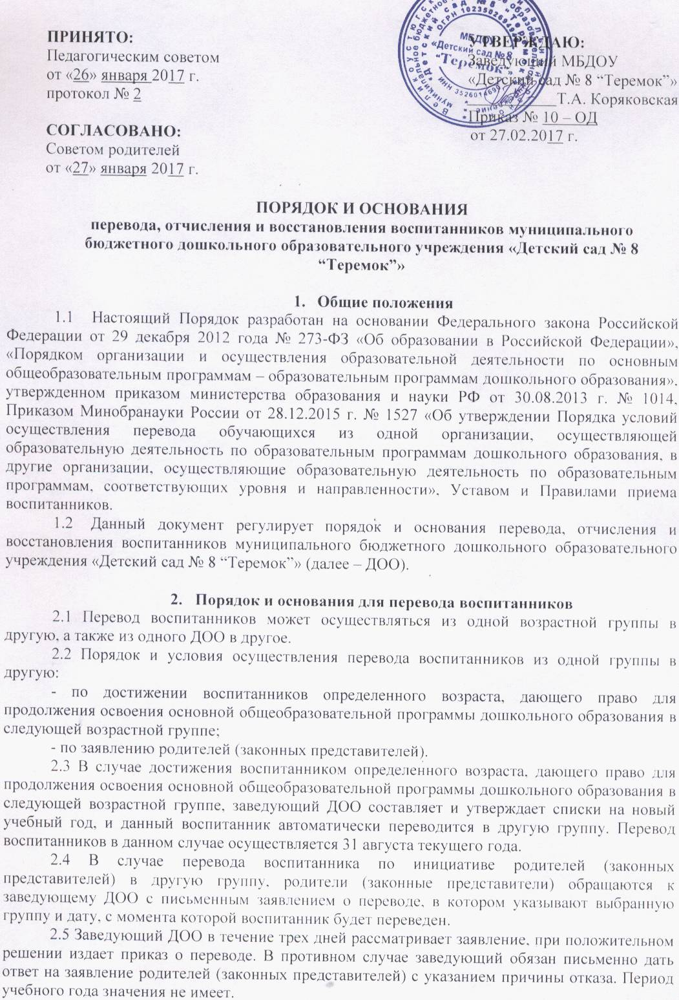 ПРИНЯТО:
Педагогическим советом
от «26» января 2017 г.
протокол № 2
СОГЛАСОВАНО:
Советом родителей
от «27» января 2017 г.
УТВЕРЖДАЮ:
Заведующий МБДОУ
«Детский сад № 8 “Теремок”»
Т.А. Коряковская
Приказ № 10 – ОД
от 27.02.2017 г.
МБДОУ
«Детский сад № 8
“Теремок”»
ИНН 3526014690
ПОРЯДОК И ОСНОВАНИЯ
перевода, отчисления и восстановления воспитанников муниципального
бюджетного дошкольного образовательного учреждения «Детский сад № 8
“Теремок”»
1. Общие положения
1.1 Настоящий Порядок разработан на основании Федерального закона Российской
Федерации от 29 декабря 2012 года № 273-ФЗ «Об образовании в Российской Федерации»,
«Порядком организации и осуществления образовательной деятельности по основным
общеобразовательным программам – образовательным программам дошкольного образования»,
утвержденном приказом министерства образования и науки РФ от 30.08.2013 г. № 1014,
Приказом Минобранауки России от 28.12.2015 г. № 1527 «Об утверждении Порядка условий
осуществления перевода обучающихся из одной организации, осуществляющей
образовательную деятельность по образовательным программам дошкольного образования, в
другие организации, осуществляющие образовательную деятельность по образовательным
программам, соответствующих уровня и направленности», Уставом и Правилами приема
воспитанников.
1.2 Данный документ регулирует порядок и основания перевода, отчисления и
восстановления воспитанников муниципального бюджетного дошкольного образовательного
учреждения «Детский сад № 8 “Теремок”» (далее – ДОО).
2. Порядок и основания для перевода воспитанников
2.1 Перевод воспитанников может осуществляться из одной возрастной группы в
другую, а также из одного ДОО в другое.
2.2 Порядок и условия осуществления перевода воспитанников из одной группы в
другую:
- по достижении воспитанников определенного возраста, дающего право для
продолжения освоения основной общеобразовательной программы дошкольного образования в
следующей возрастной группе;
- по заявлению родителей (законных представителей).
2.3 В случае достижения воспитанником определенного возраста, дающего право для
продолжения освоения основной общеобразовательной программы дошкольного образования в
следующей возрастной группе, заведующий ДОО составляет и утверждает списки на новый
учебный год, и данный воспитанник автоматически переводится в другую группу. Перевод
воспитанников в данном случае осуществляется 31 августа текущего года.
2.4 В случае перевода воспитанника по инициативе родителей (законных
представителей) в другую группу, родители (законные представители) обращаются к
заведующему ДОО с письменным заявлением о переводе, в котором указывают выбранную
группу и дату, с момента которой воспитанник будет переведен.
2.5 Заведующий ДОО в течение трех дней рассматривает заявление, при положительном
решении издает приказ о переводе. В противном случае заведующий обязан письменно дать
ответ на заявление родителей (законных представителей) с указанием причины отказа. Период
учебного года значения не имеет.